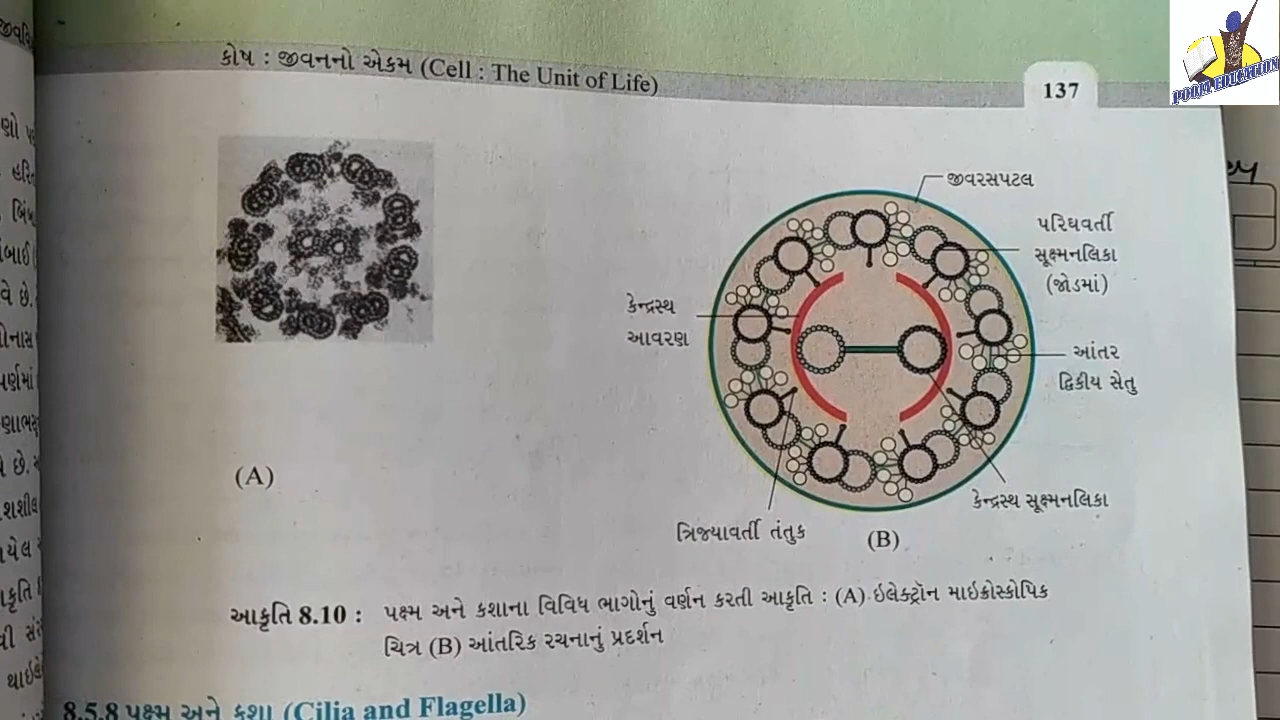 કોષ : જીવનનો એકમ (Cell : The Unit of Life)
137
POOJA EDUCATION
જીવરસપટલ
પરિઘવર્તી
સૂક્ષ્મનલિકા
(જોડમાં)
કેન્દ્રસ્થ
આવરણ
આંતર
દ્વિકીય સેતુ
કેન્દ્રસ્થ સૂક્ષ્મનલિકા
ત્રિજ્યાવર્તી તંતુક
(A)
(B)
આકૃતિ 8.10 : પક્ષ્મ અને કશાના વિવિધ ભાગોનું વર્ણન કરતી આકૃતિ : (A) ઇલેક્ટ્રૉન માઇક્રોસ્કોપિક
ચિત્ર (B) આંતરિક રચનાનું પ્રદર્શન
8.5.8 પક્ષ્મ અને કશા (Cilia and Flagella)